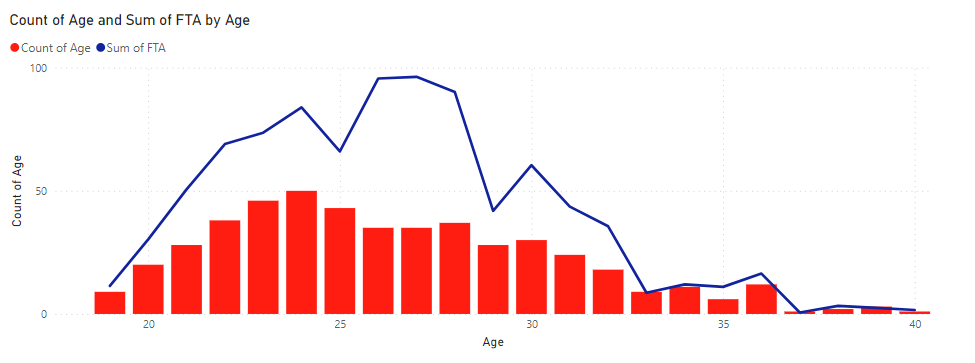 Count of Age and Sum of FTA by Age
Count of Age Sum of FTA
100
50
0
Count of Age
20 25 30 35 40
Age